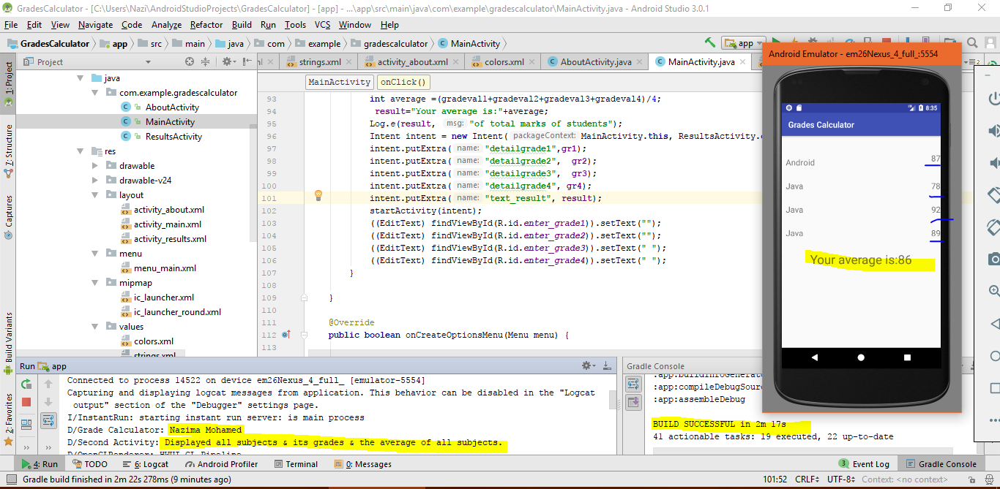 GradesCalculator - [C:\Users\Nazi\AndroidStudioProjects\GradesCalculator] - [app] - ...\app\src\main\java\com\example\gradescalculator\MainActivity.java - Android Studio 3.0.1
File Edit View Navigate Code Analyze Refactor Build Run Tools VCS Window Help
GradesCalculator app src main java com example gradescalculator MainActivity app
Project strings.xml activity_about.xml colors.xml AboutActivity.java MainActivity.java
MainActivity onClick()
1: Project
7: Structure
Captures
Build Variants
2: Favorites
java
com.example.gradescalculator
AboutActivity
MainActivity
ResultsActivity
res
drawable
drawable-v24
layout
activity_about.xml
activity_main.xml
activity_results.xml
menu
menu_main.xml
mipmap
ic_launcher.xml
ic_launcher_round.xml
values
colors.xml
strings.xml
93 int average =(gradeval1+gradeval2+gradeval3+gradeval4)/4;
94 result="Your average is:"+average;
95 Log.e(result, msg: "of total marks of students");
96 Intent intent = new Intent( packageContext: MainActivity.this, ResultsActivity.
97 intent.putExtra( name: "detailgrade1",gr1);
98 intent.putExtra( name: "detailgrade2", gr2);
99 intent.putExtra( name: "detailgrade3", gr3);
100 intent.putExtra( name: "detailgrade4", gr4);
101 intent.putExtra( name: "text_result", result);
102 startActivity(intent);
103 ((EditText) findViewById(R.id.enter_grade1)).setText("");
104 ((EditText) findViewById(R.id.enter_grade2)).setText("");
105 ((EditText) findViewById(R.id.enter_grade3)).setText(" ");
106 ((EditText) findViewById(R.id.enter_grade4)).setText(" ");
107 }
108
109 }
110
111 @Override
112 public boolean onCreateOptionsMenu(Menu menu) {
113
Android Emulator - em26Nexus_4_full_:5554
8:35
Grades Calculator
Android 87
Java 78
Java 92
Java 89
Your average is:86
Run app
Connected to process 14522 on device em26Nexus_4_full_ [emulator-5554]
Capturing and displaying logcat messages from application. This behavior can be disabled in the "Logcat
output" section of the "Debugger" settings page.
I/InstantRun: starting instant run server: is main process
D/Grade Calculator: Nazima Mohamed
D/Second Activity: Displayed all subjects & its grades & the average of all subjects.
D/OpenGLRenderer: HWUI GL Pipeline
Gradle Console
:app:compileDebugSour
:app:assembleDebug
BUILD SUCCESSFUL in 2m 17s
41 actionable tasks: 19 executed, 22 up-to-date
4: Run TODO 6: Logcat Android Profiler Terminal 0: Messages 3 Event Log Gradle Console
Gradle build finished in 2m 22s 278ms (9 minutes ago) 101:52 CRLF UTF-8 Context: <no context>